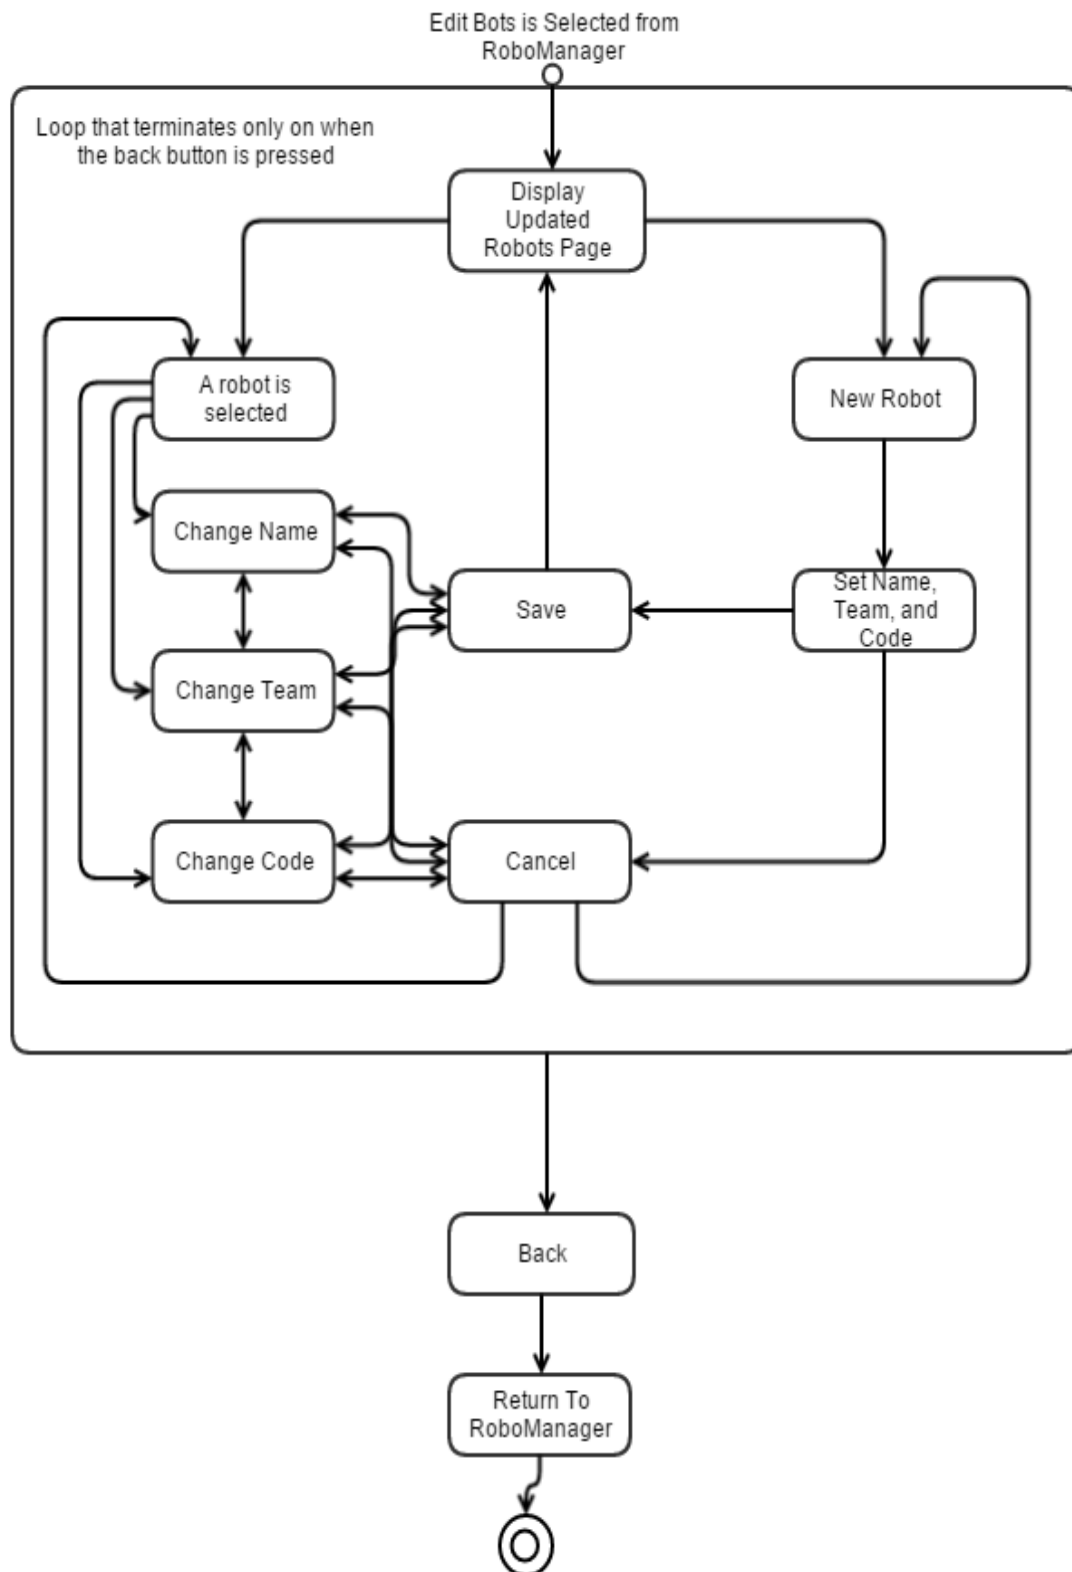 Edit Bots is Selected from
RoboManager
Loop that terminates only on when
the back button is pressed
Display
Updated
Robots Page
A robot is
selected
New Robot
Change Name
Save
Set Name,
Team, and
Code
Change Team
Change Code
Cancel
Back
Return To
RoboManager